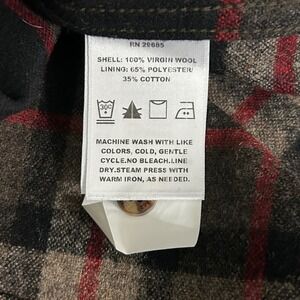 RN 29685
SHELL: 100% VIRGIN WOOL
LINING: 65% POLYESTER/
35% COTTON
30C
MACHINE WASH WITH LIKE
COLORS, COLD, GENTLE
CYCLE.NO BLEACH.LINE
DRY.STEAM PRESS WITH
WARM IRON, AS NEEDED.